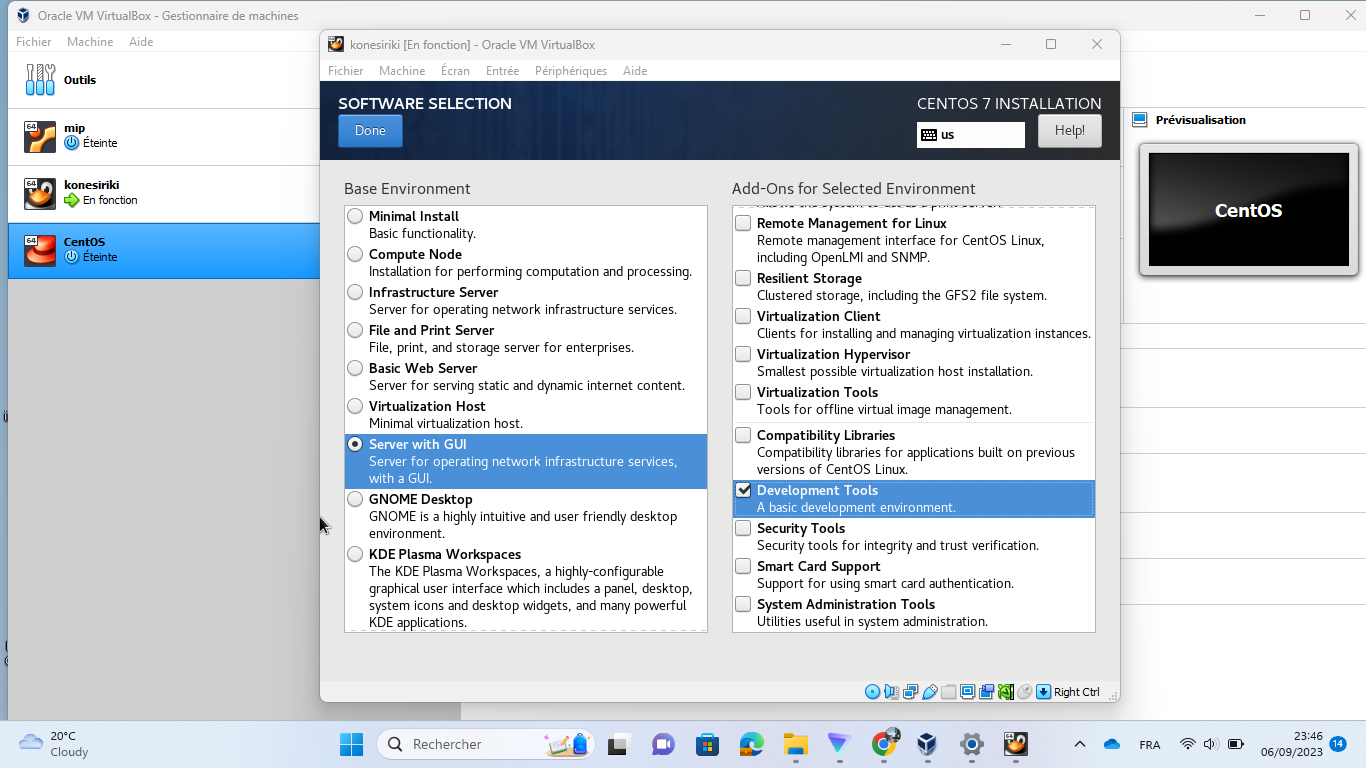 Oracle VM VirtualBox - Gestionnaire de machines
Fichier Machine Aide
Outils
64
mip
Éteinte
64
konesiriki
En fonction
64
CentOS
Éteinte
Prévisualisation
CentOS
konesiriki [En fonction] - Oracle VM VirtualBox
Fichier Machine Écran Entrée Périphériques Aide
SOFTWARE SELECTION
CENTOS 7 INSTALLATION
Done
us
Help!
Base Environment
Minimal Install
Basic functionality.
Compute Node
Installation for performing computation and processing.
Infrastructure Server
Server for operating network infrastructure services.
File and Print Server
File, print, and storage server for enterprises.
Basic Web Server
Server for serving static and dynamic internet content.
Virtualization Host
Minimal virtualization host.
Server with GUI
Server for operating network infrastructure services,
with a GUI.
GNOME Desktop
GNOME is a highly intuitive and user friendly desktop
environment.
KDE Plasma Workspaces
The KDE Plasma Workspaces, a highly-configurable
graphical user interface which includes a panel, desktop,
system icons and desktop widgets, and many powerful
KDE applications.
Add-Ons for Selected Environment
Remote Management for Linux
Remote management interface for CentOS Linux,
including OpenLMI and SNMP.
Resilient Storage
Clustered storage, including the GFS2 file system.
Virtualization Client
Clients for installing and managing virtualization instances.
Virtualization Hypervisor
Smallest possible virtualization host installation.
Virtualization Tools
Tools for offline virtual image management.
Compatibility Libraries
Compatibility libraries for applications built on previous
versions of CentOS Linux.
Development Tools
A basic development environment.
Security Tools
Security tools for integrity and trust verification.
Smart Card Support
Support for using smart card authentication.
System Administration Tools
Utilities useful in system administration.
Right Ctrl
20°C
Cloudy
Rechercher
FRA
23:46
06/09/2023
14